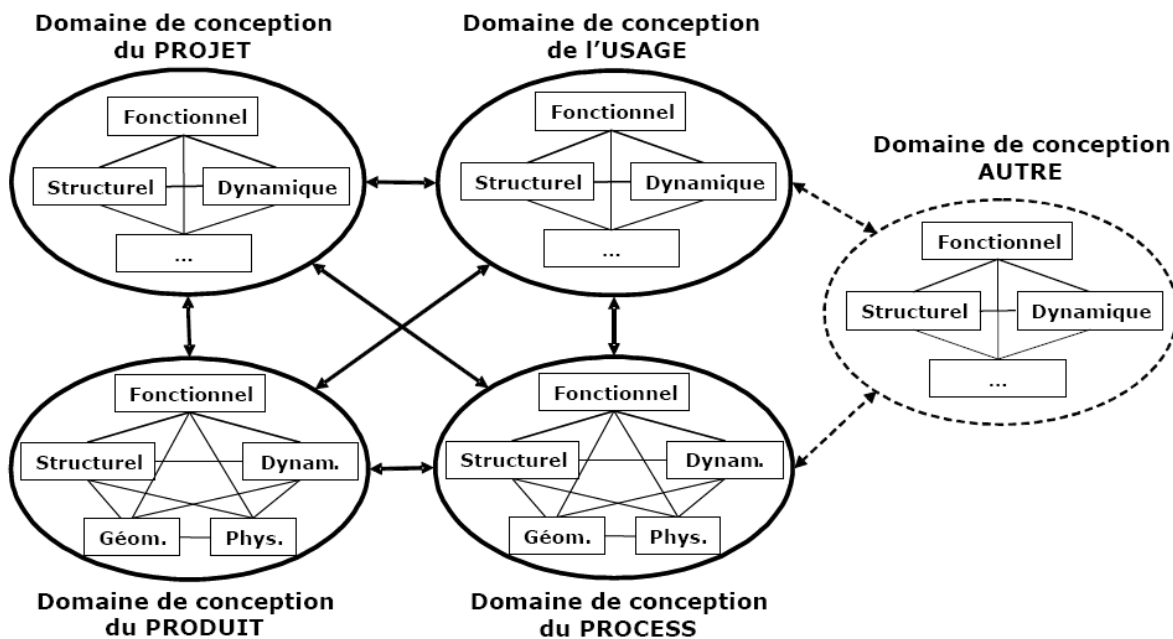 Domaine de conception
du PROJET
Fonctionnel
Structurel
Dynamique
...
Domaine de conception
de l'USAGE
Fonctionnel
Structurel
Dynamique
...
Domaine de conception
AUTRE
Fonctionnel
Structurel
Dynamique
...
Fonctionnel
Structurel
Dynam.
Géom.
Phys.
Domaine de conception
du PRODUIT
Fonctionnel
Structurel
Dynam.
Géom.
Phys.
Domaine de conception
du PROCESS